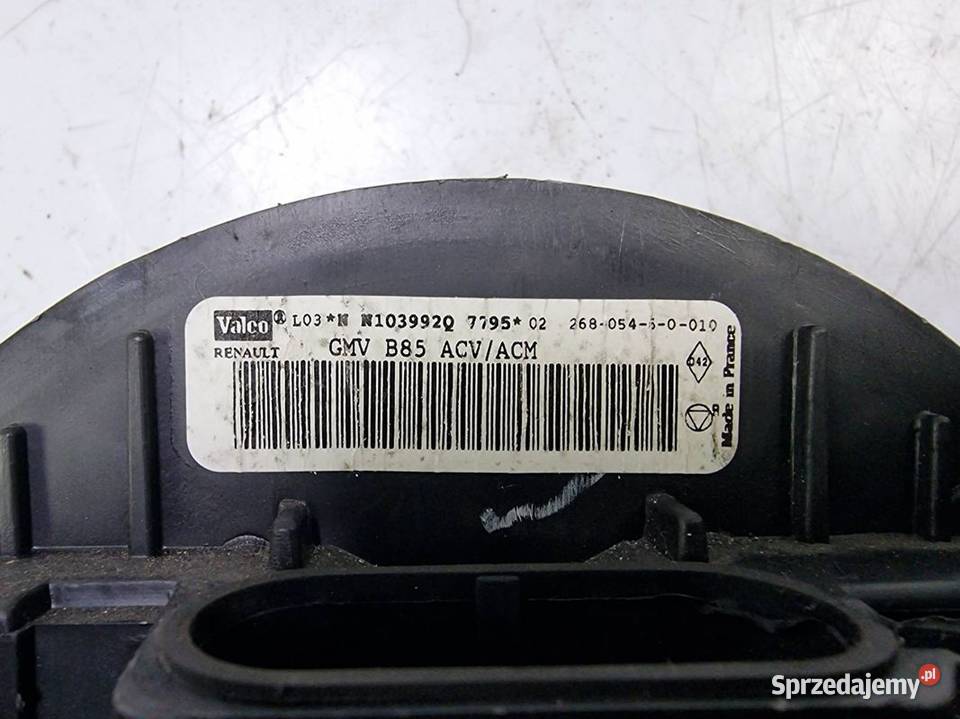 Valeo® L03*N N103992Q 7795*02 268-054-5-0-010
RENAULT GMV B85 ACV/ACM
042
Made in France
Sprzedajemy.pl